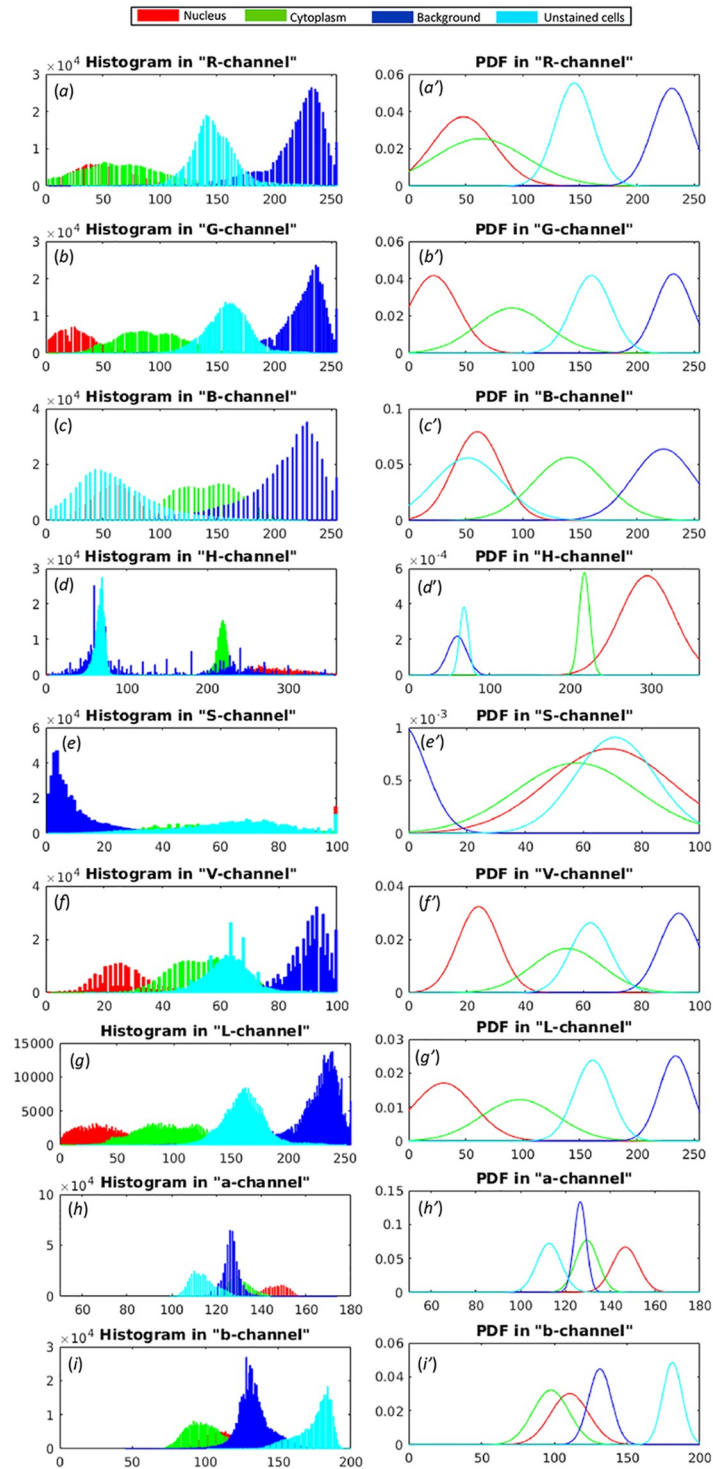 Nucleus Cytoplasm Background Unstained cells
×10^4 Histogram in "R-channel"
(a)
3
2
1
0
0 50 100 150 200 250
PDF in "R-channel"
(a')
0.06
0.04
0.02
0
0 50 100 150 200 250
×10^4 Histogram in "G-channel"
(b)
3
2
1
0
0 50 100 150 200 250
PDF in "G-channel"
(b')
0.06
0.04
0.02
0
0 50 100 150 200 250
×10^4 Histogram in "B-channel"
(c)
4
2
0
0 50 100 150 200 250
PDF in "B-channel"
(c')
0.1
0.05
0
0 50 100 150 200 250
×10^4 Histogram in "H-channel"
(d)
3
2
1
0
0 100 200 300
×10^-4 PDF in "H-channel"
(d')
6
4
2
0
0 100 200 300
×10^4 Histogram in "S-channel"
(e)
6
4
2
0
0 20 40 60 80 100
×10^-3 PDF in "S-channel"
(e')
1
0.5
0
0 20 40 60 80 100
×10^4 Histogram in "V-channel"
(f)
4
2
0
0 20 40 60 80 100
PDF in "V-channel"
(f')
0.04
0.02
0
0 20 40 60 80 100
Histogram in "L-channel"
(g)
15000
10000
5000
0
0 50 100 150 200 250
PDF in "L-channel"
(g')
0.03
0.02
0.01
0
0 50 100 150 200 250
×10^4 Histogram in "a-channel"
(h)
10
5
0
60 80 100 120 140 160 180
PDF in "a-channel"
(h')
0.15
0.1
0.05
0
60 80 100 120 140 160 180
×10^4 Histogram in "b-channel"
(i)
3
2
1
0
0 50 100 150 200
PDF in "b-channel"
(i')
0.06
0.04
0.02
0
0 50 100 150 200